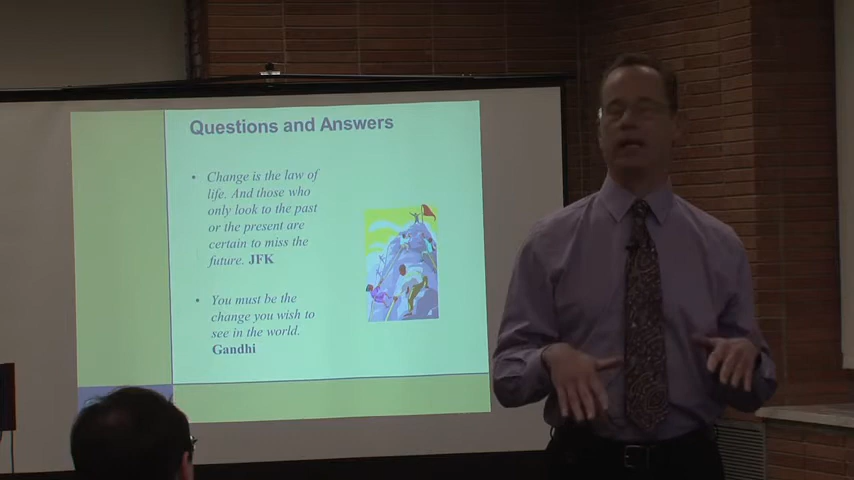 Questions and Answers
• Change is the law of
life. And those who
only look to the past
or the present are
certain to miss the
future. JFK
• You must be the
change you wish to
see in the world.
Gandhi